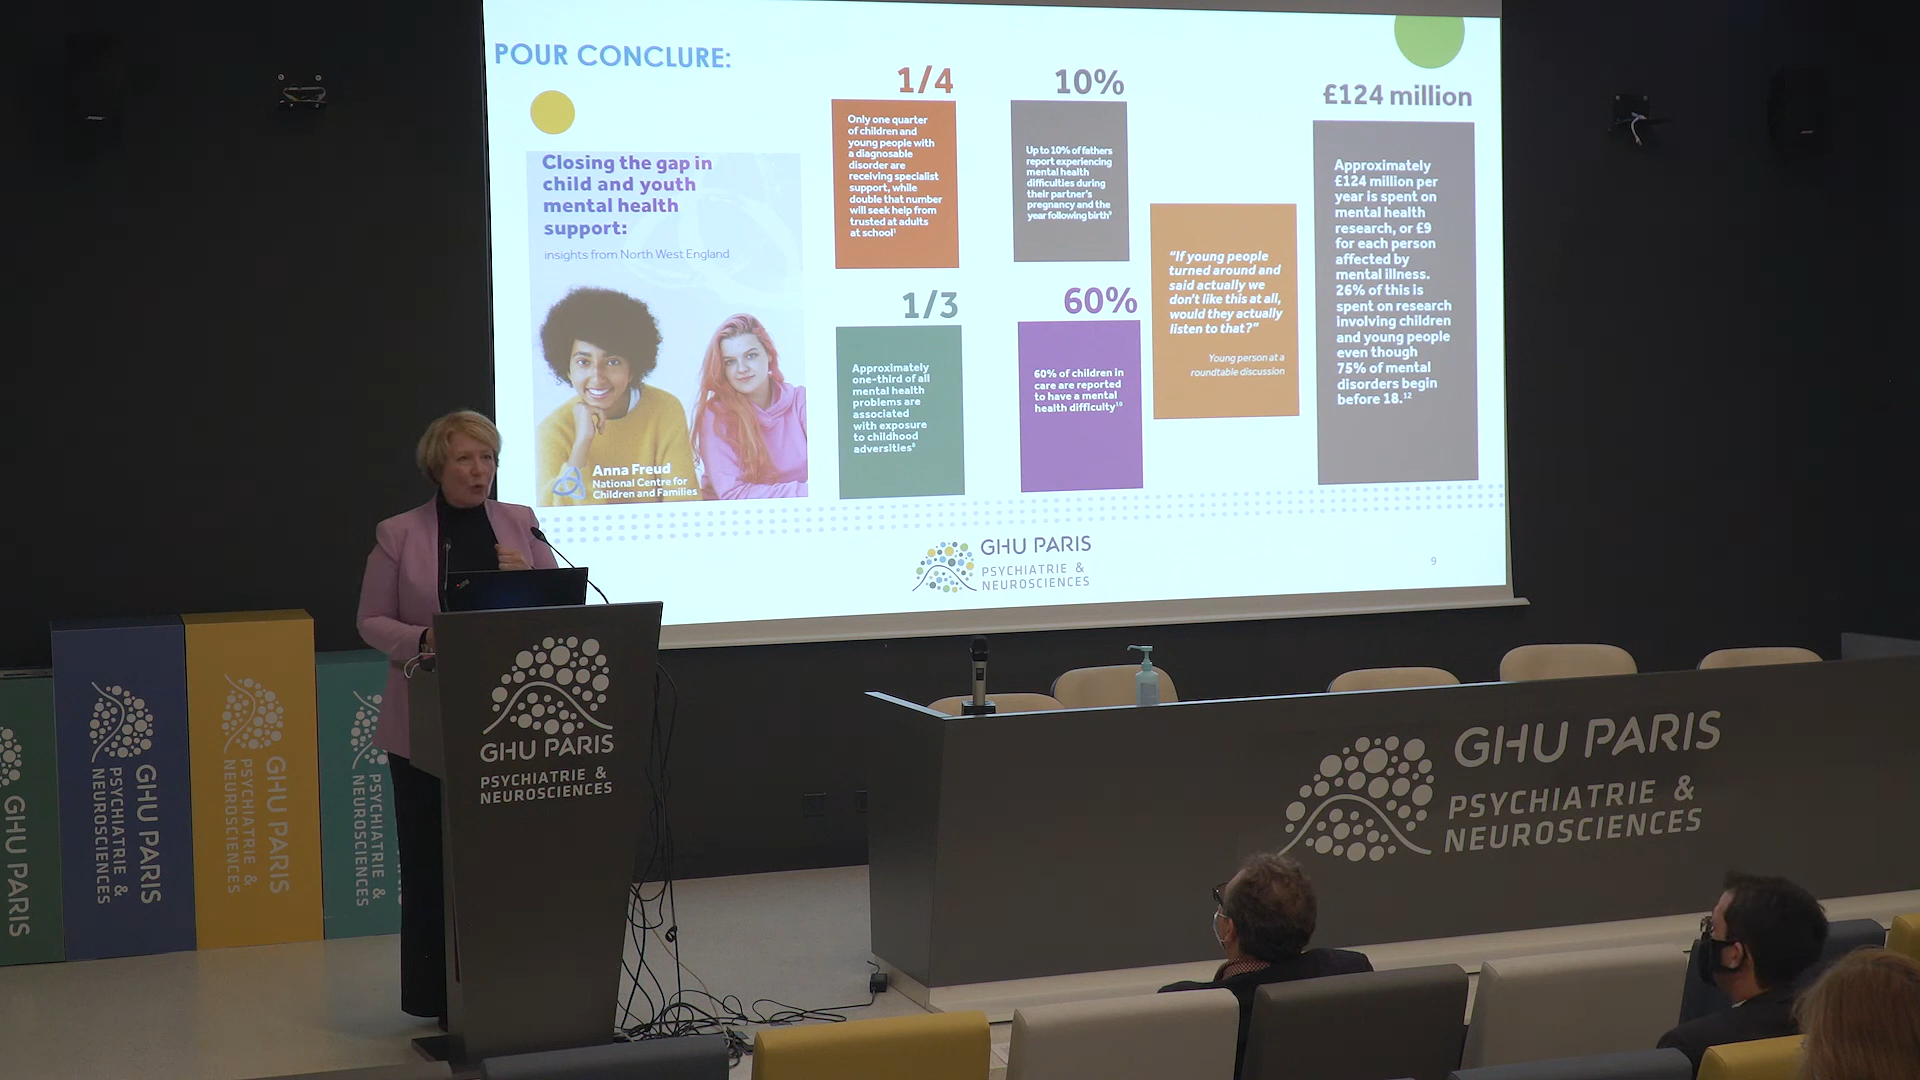 POUR CONCLURE:
Closing the gap in
child and youth
mental health
support:
insights from North West England
Anna Freud
National Centre for
Children and Families
1/4
Only one quarter
of children and
young people with
a diagnosable
disorder are
receiving specialist
support, while
double that number
will seek help from
trusted at adults
at school¹
1/3
Approximately
one-third of all
mental health
problems are
associated
with exposure
to childhood
adversities⁸
10%
Up to 10% of fathers
report experiencing
mental health
difficulties during
their partner's
pregnancy and the
year following birth⁹
60%
60% of children in
care are reported
to have a mental
health difficulty¹⁰
"If young people
turned around and
said actually we
don't like this at all,
would they actually
listen to that?"
Young person at a
roundtable discussion
£124 million
Approximately
£124 million per
year is spent on
mental health
research, or £9
for each person
affected by
mental illness.
26% of this is
spent on research
involving children
and young people
even though
75% of mental
disorders begin
before 18.¹²
GHU PARIS
PSYCHIATRIE &
NEUROSCIENCES
9
GHU PARIS
GHU PARIS
PSYCHIATRIE &
NEUROSCIENCES
GHU PARIS
PSYCHIATRIE &
NEUROSCIENCES
PSYCHIATRIE &
NEUROSCIENCES
GHU PARIS
PSYCHIATRIE &
NEUROSCIENCES
GHU PARIS
PSYCHIATRIE &
NEUROSCIENCES